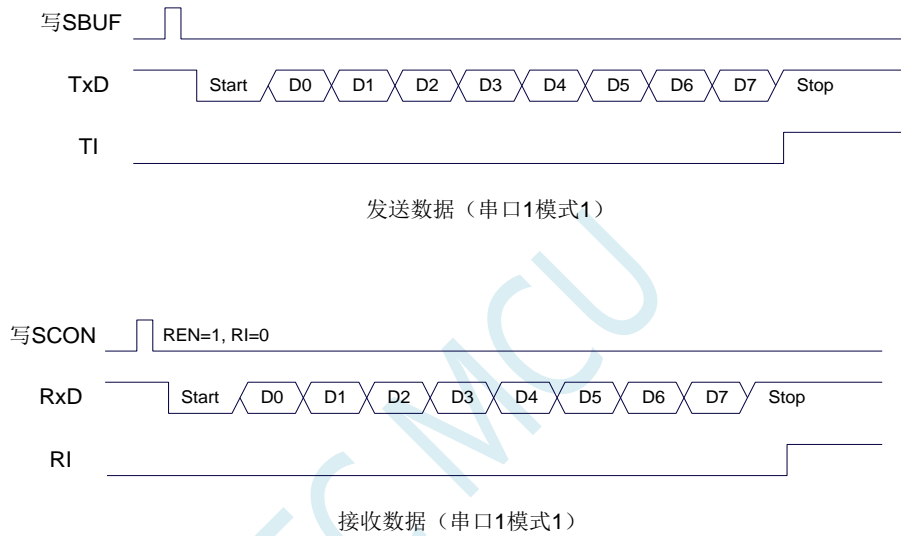 写SBUF
TxD Start D0 D1 D2 D3 D4 D5 D6 D7 Stop
TI
发送数据（串口1模式1）
写SCON REN=1, RI=0
RxD Start D0 D1 D2 D3 D4 D5 D6 D7 Stop
RI
接收数据（串口1模式1）
MCU